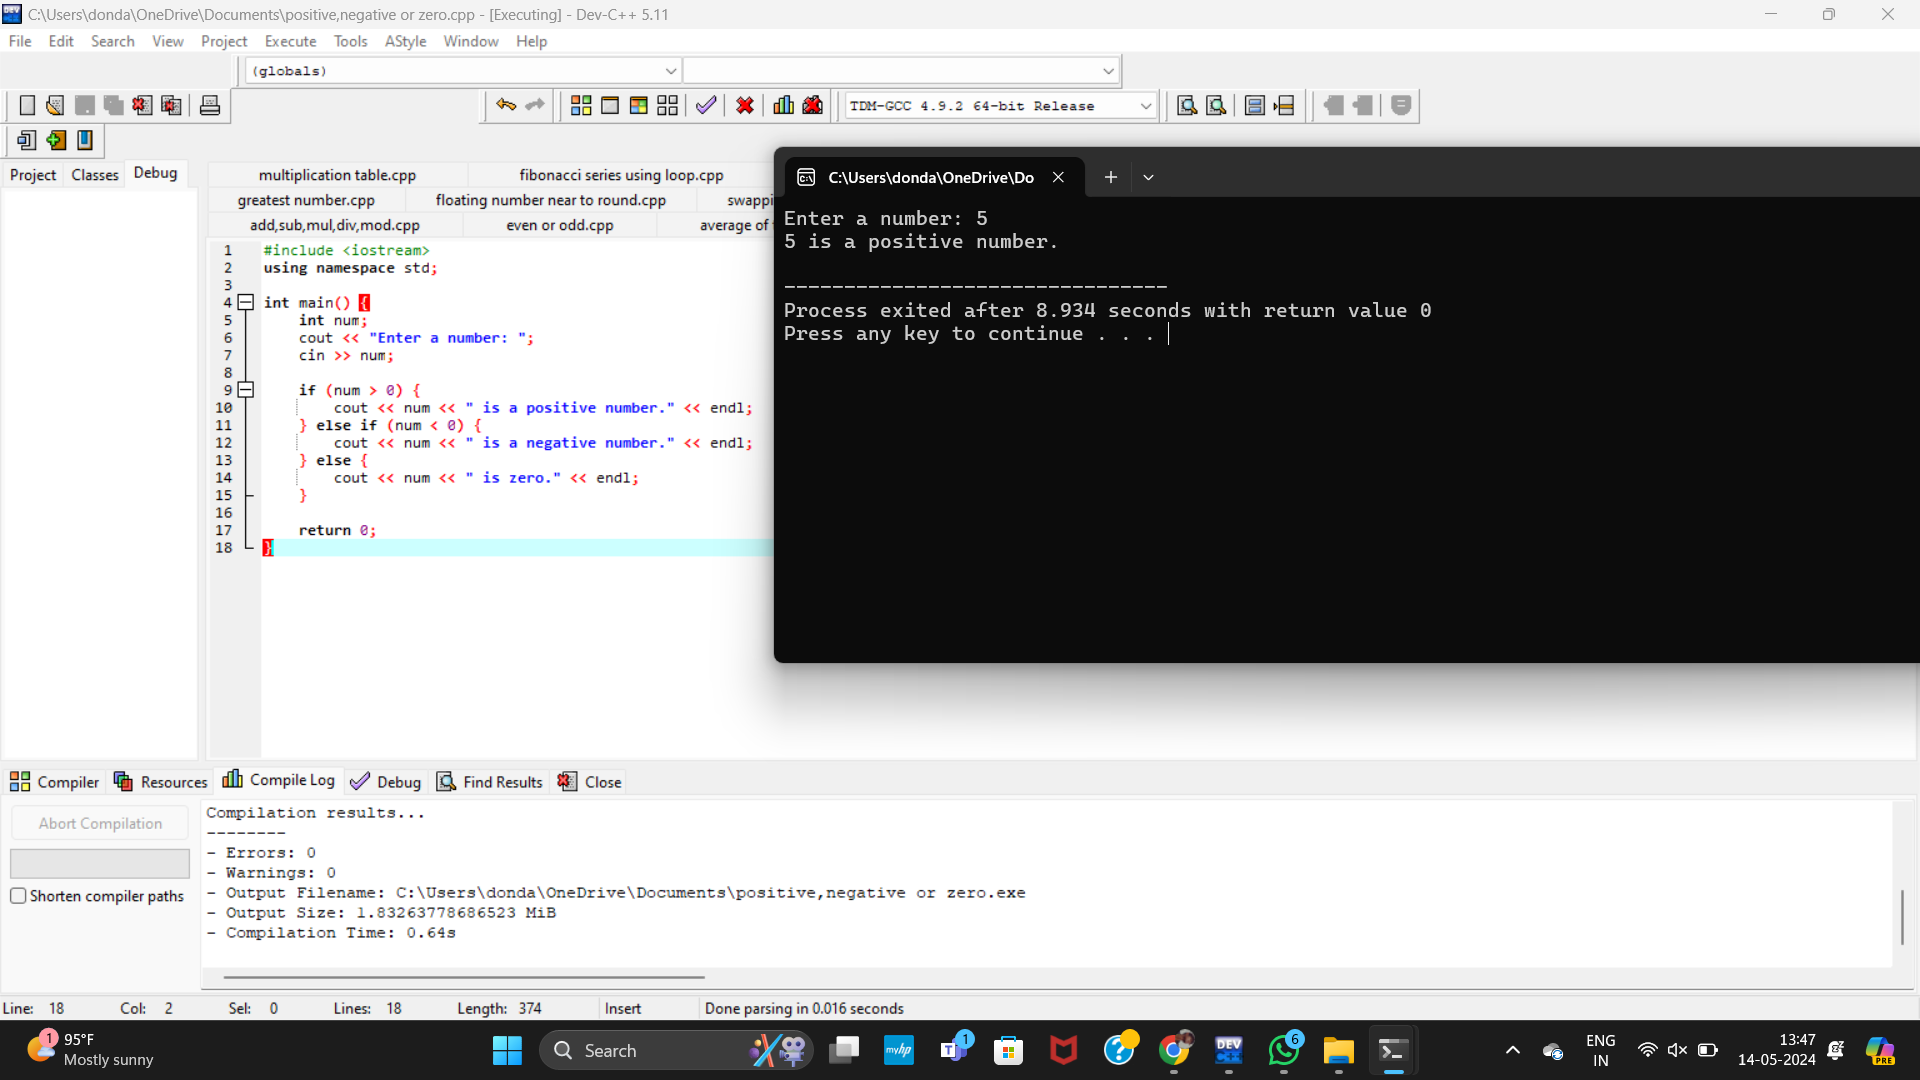 C:\Users\donda\OneDrive\Documents\positive,negative or zero.cpp - [Executing] - Dev-C++ 5.11
File Edit Search View Project Execute Tools AStyle Window Help
(globals)
TDM-GCC 4.9.2 64-bit Release
Project Classes Debug
multiplication table.cpp fibonacci series using loop.cpp
greatest number.cpp floating number near to round.cpp swappi
add,sub,mul,div,mod.cpp even or odd.cpp average of
1 #include <iostream>
2 using namespace std;
3
4 int main() {
5 int num;
6 cout << "Enter a number: ";
7 cin >> num;
8
9 if (num > 0) {
10 cout << num << " is a positive number." << endl;
11 } else if (num < 0) {
12 cout << num << " is a negative number." << endl;
13 } else {
14 cout << num << " is zero." << endl;
15 }
16
17 return 0;
18 }
C:\Users\donda\OneDrive\Do
Enter a number: 5
5 is a positive number.
--------------------------------
Process exited after 8.934 seconds with return value 0
Press any key to continue . . .
Compiler Resources Compile Log Debug Find Results Close
Abort Compilation
Shorten compiler paths
Compilation results...
--------
- Errors: 0
- Warnings: 0
- Output Filename: C:\Users\donda\OneDrive\Documents\positive,negative or zero.exe
- Output Size: 1.83263778686523 MiB
- Compilation Time: 0.64s
Line: 18 Col: 2 Sel: 0 Lines: 18 Length: 374 Insert Done parsing in 0.016 seconds
1
95°F
Mostly sunny
Search
myhp
T 1
DEV C++
6
ENG
IN
13:47
14-05-2024
PRE